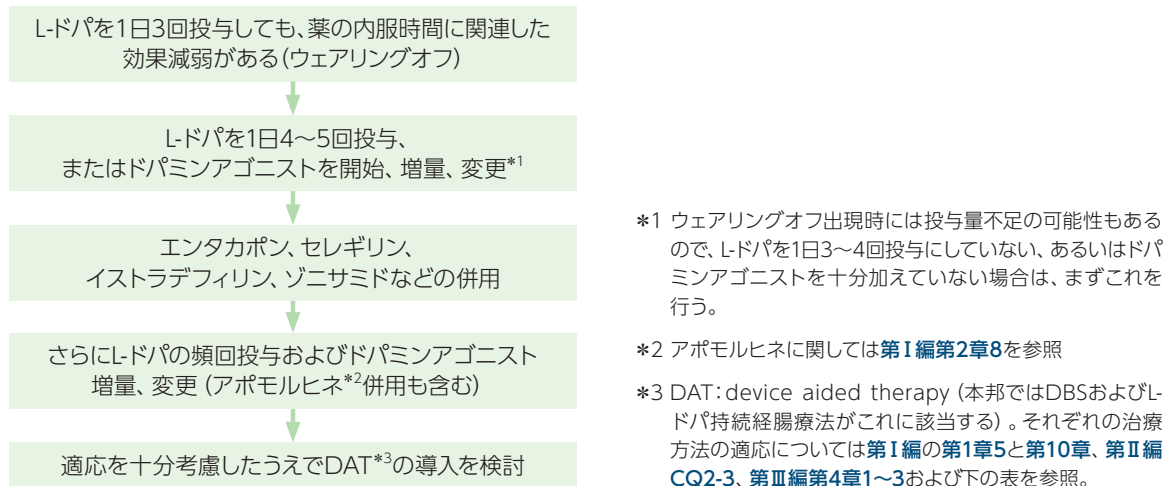 L-ドパを1日3回投与しても、薬の内服時間に関連した
効果減弱がある（ウェアリングオフ）
L-ドパを1日4～5回投与、
またはドパミンアゴニストを開始、増量、変更*1
エンタカポン、セレギリン、
イストラデフィリン、ゾニサミドなどの併用
さらにL-ドパの頻回投与およびドパミンアゴニスト
増量、変更（アポモルヒネ*2併用も含む）
適応を十分考慮したうえでDAT*3の導入を検討
*1 ウェアリングオフ出現時には投与量不足の可能性もある
ので、L-ドパを1日3～4回投与にしていない、あるいはドパ
ミンアゴニストを十分加えていない場合は、まずこれを
行う。
*2 アポモルヒネに関しては第Ⅰ編第2章8を参照
*3 DAT：device aided therapy（本邦ではDBSおよびL-
ドパ持続経腸療法がこれに該当する）。それぞれの治療
方法の適応については第Ⅰ編の第1章5と第10章、第Ⅱ編
CQ2-3、第Ⅲ編第4章1～3および下の表を参照。